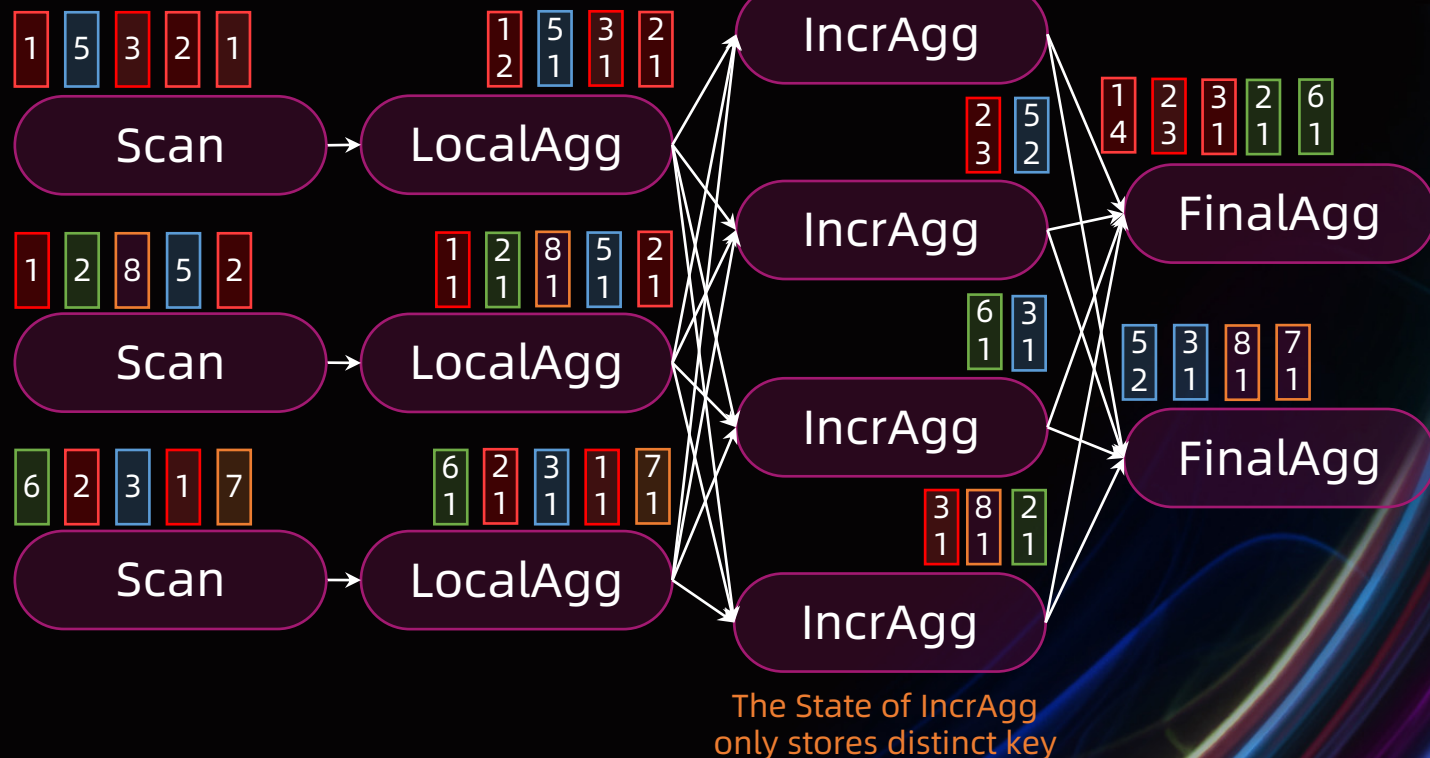 1 5 3 2 1
1 5 3 2
2 1 1 1
IncrAgg
Scan
LocalAgg
2 5
3 2
1 2 3 2 6
4 3 1 1 1
IncrAgg
FinalAgg
1 2 8 5 2
1 2 8 5 2
1 1 1 1 1
Scan
LocalAgg
6 3
1 1
IncrAgg
5 3 8 7
2 1 1 1
FinalAgg
6 2 3 1 7
6 2 3 1 7
1 1 1 1 1
Scan
LocalAgg
3 8 2
1 1 1
IncrAgg
The State of IncrAgg
only stores distinct key